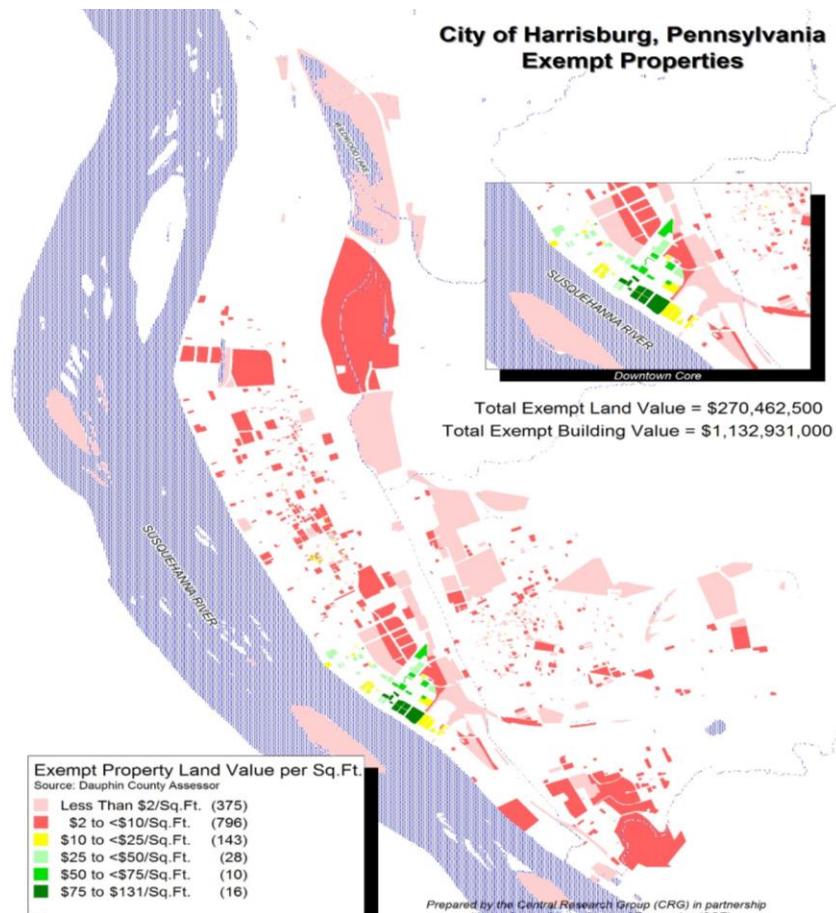 City of Harrisburg, Pennsylvania
Exempt Properties
WILDWOOD LAKE
SUSQUEHANNA RIVER
Downtown Core
Total Exempt Land Value = $270,462,500
Total Exempt Building Value = $1,132,931,000
SUSQUEHANNA RIVER
Exempt Property Land Value per Sq.Ft.
Source: Dauphin County Assessor
Less Than $2/Sq.Ft. (375)
$2 to <$10/Sq.Ft. (796)
$10 to <$25/Sq.Ft. (143)
$25 to <$50/Sq.Ft. (28)
$50 to <$75/Sq.Ft. (10)
$75 to $131/Sq.Ft. (16)
Prepared by the Central Research Group (CRG) in partnership